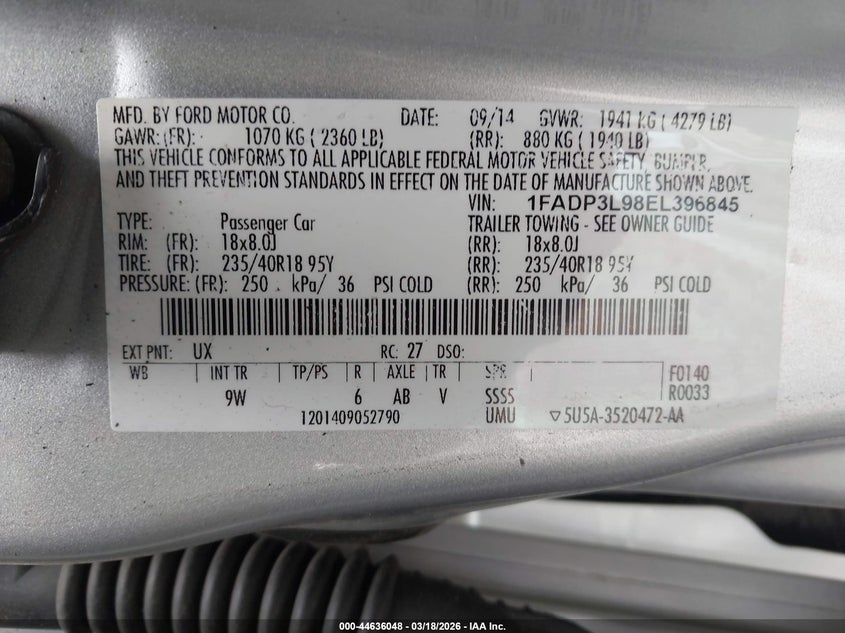 MFD. BY FORD MOTOR CO. DATE: 09/14 GVWR: 1941 KG ( 4279 LB)
GAWR: (FR): 1070 KG ( 2360 LB) (RR): 880 KG ( 1940 LB)
THIS VEHICLE CONFORMS TO ALL APPLICABLE FEDERAL MOTOR VEHICLE SAFETY, BUMPER,
AND THEFT PREVENTION STANDARDS IN EFFECT ON THE DATE OF MANUFACTURE SHOWN ABOVE.
VIN: 1FADP3L98EL396845
TYPE: Passenger Car TRAILER TOWING - SEE OWNER GUIDE
RIM: (FR): 18x8.0J (RR): 18x8.0J
TIRE: (FR): 235/40R18 95Y (RR): 235/40R18 95Y
PRESSURE: (FR): 250 kPa/ 36 PSI COLD (RR): 250 kPa/ 36 PSI COLD
EXT PNT: UX RC: 27 DSO:
WB INT TR TP/PS R AXLE TR SPR F0140
9W 6 AB V SSSS R0033
1201409052790 UMU ▽5U5A-3520472-AA
000-44636048 - 03/18/2026 - IAA Inc.